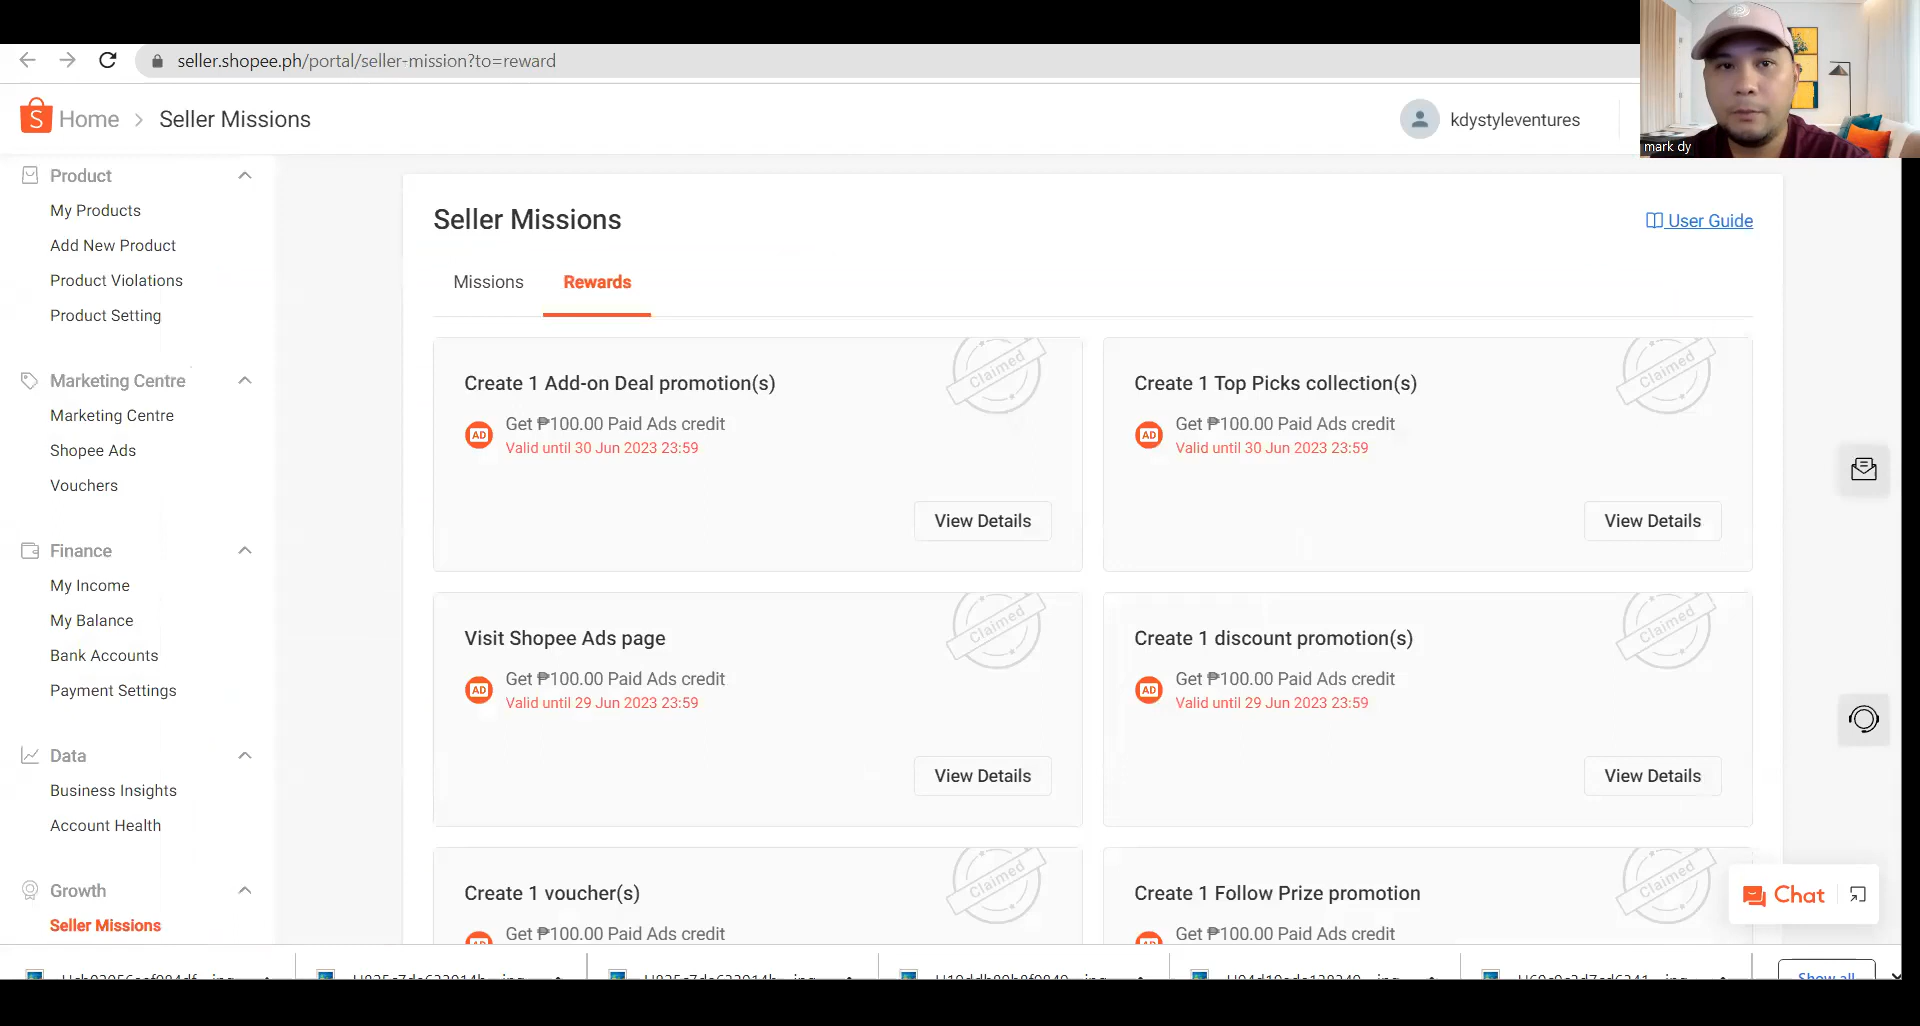 seller.shopee.ph/portal/seller-mission?to=reward
Home > Seller Missions
kdystyleventures
mark dy
Product
My Products
Add New Product
Product Violations
Product Setting
Marketing Centre
Marketing Centre
Shopee Ads
Vouchers
Finance
My Income
My Balance
Bank Accounts
Payment Settings
Data
Business Insights
Account Health
Growth
Seller Missions
Seller Missions
User Guide
Missions
Rewards
Claimed
Create 1 Add-on Deal promotion(s)
AD
Get ₱100.00 Paid Ads credit
Valid until 30 Jun 2023 23:59
View Details
Claimed
Create 1 Top Picks collection(s)
AD
Get ₱100.00 Paid Ads credit
Valid until 30 Jun 2023 23:59
View Details
Claimed
Visit Shopee Ads page
AD
Get ₱100.00 Paid Ads credit
Valid until 29 Jun 2023 23:59
View Details
Claimed
Create 1 discount promotion(s)
AD
Get ₱100.00 Paid Ads credit
Valid until 29 Jun 2023 23:59
View Details
Claimed
Create 1 voucher(s)
Get ₱100.00 Paid Ads credit
Claimed
Create 1 Follow Prize promotion
Get ₱100.00 Paid Ads credit
Chat
Show all